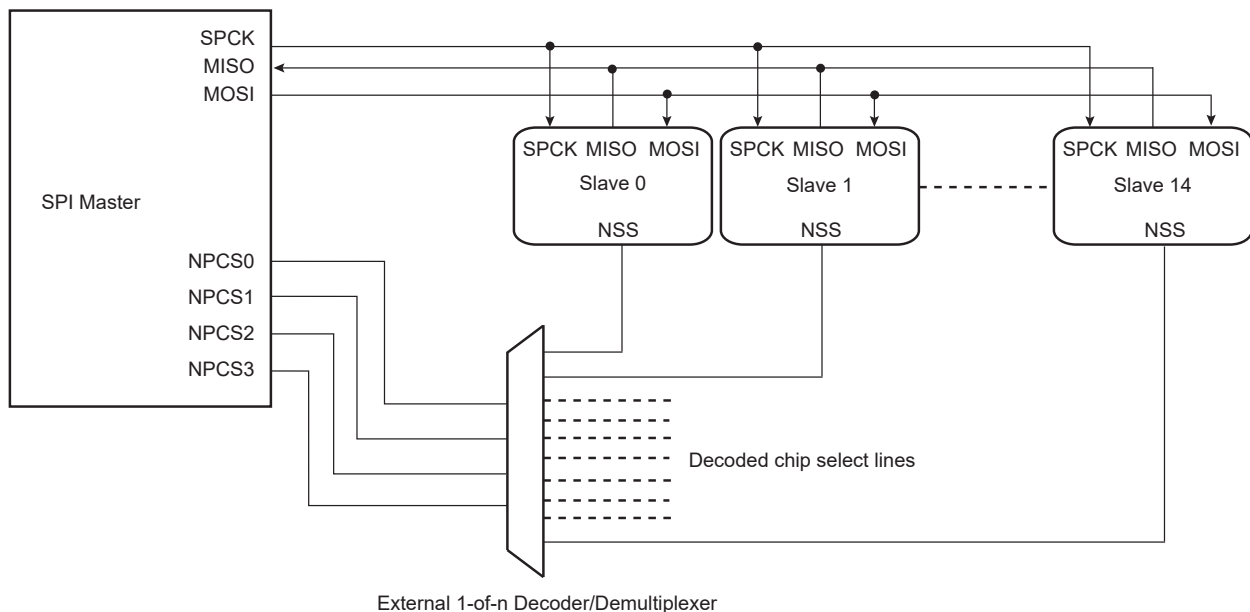 SPCK
MISO
MOSI
SPI Master
NPCS0
NPCS1
NPCS2
NPCS3
SPCK MISO MOSI
Slave 0
NSS
SPCK MISO MOSI
Slave 1
NSS
SPCK MISO MOSI
Slave 14
NSS
Decoded chip select lines
External 1-of-n Decoder/Demultiplexer